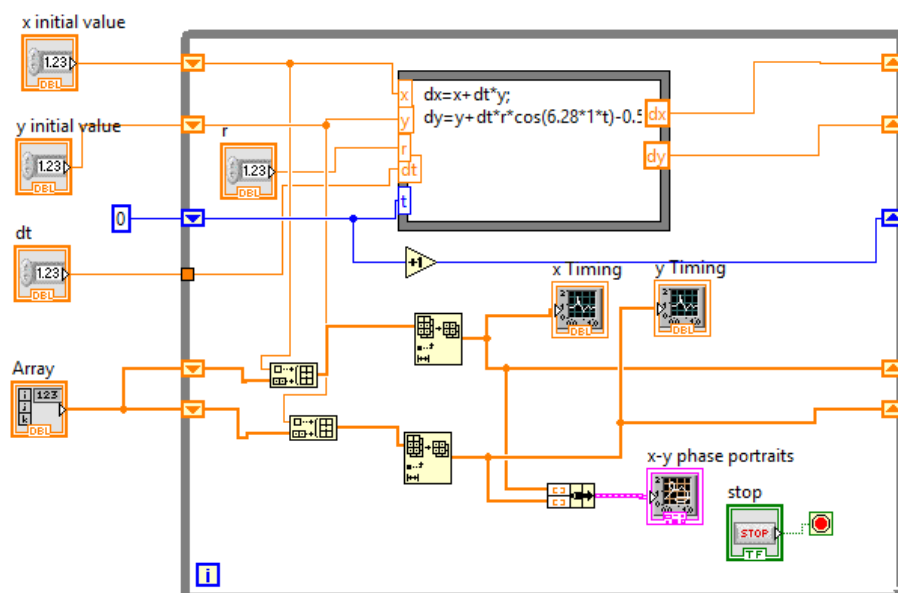 x initial value
1.23
DBL
y initial value
1.23
DBL
r
1.23
DBL
x
y
r
dt
t
dx=x+dt*y;
dy=y+dt*r*cos(6.28*1*t)-0.5
dx
dy
0
dt
1.23
DBL
+1
x Timing
DBL
y Timing
DBL
Array
i
j
k
123
DBL
x-y phase portraits
stop
STOP
TF
i